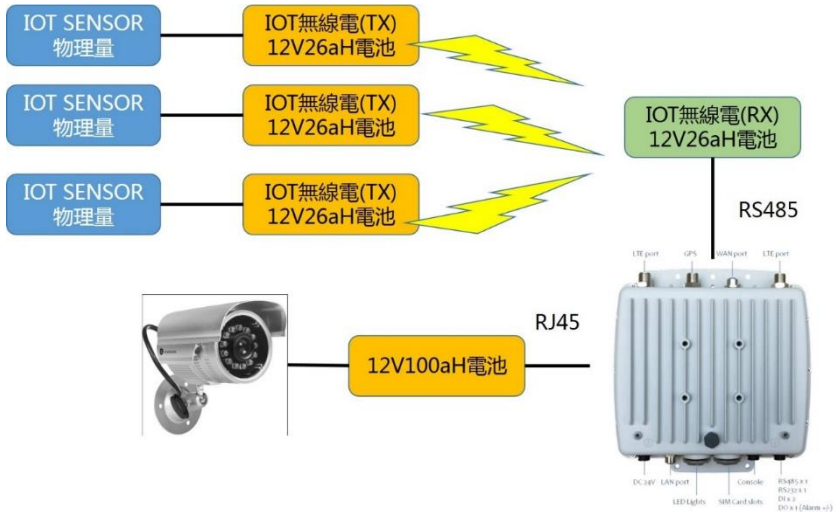 IOT SENSOR
物理量
IOT無線電(TX)
12V26aH電池
IOT SENSOR
物理量
IOT無線電(TX)
12V26aH電池
IOT無線電(RX)
12V26aH電池
IOT SENSOR
物理量
IOT無線電(TX)
12V26aH電池
RS485
LTE port
GPS
WAN port
LTE port
RJ45
12V100aH電池
DC 24V
LAN port
Console
RS485 x 1
RS232 x 1
DI x 2
DO x 1 (Alarm +/-)
LED Lights
SIM Card slots